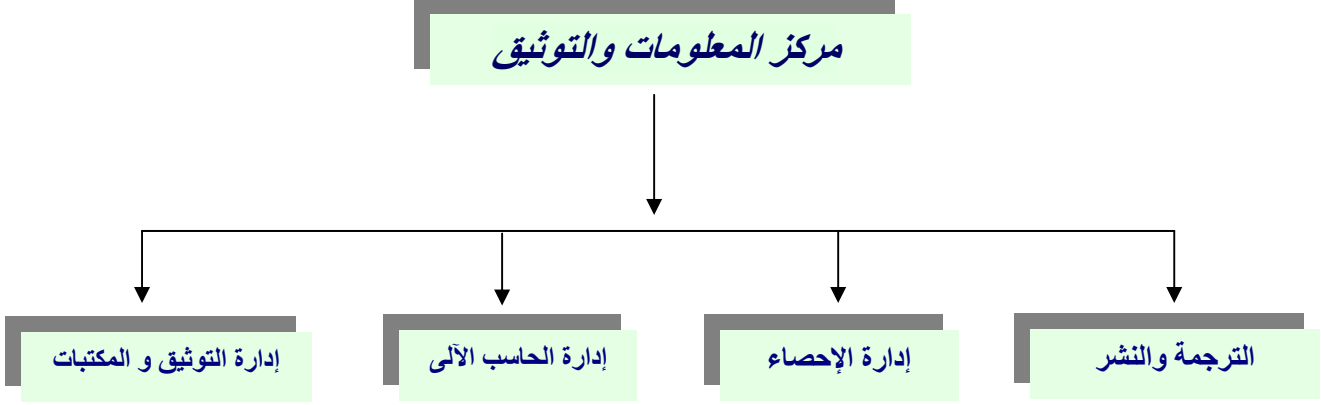 مركز المعلومات والتوثيق
الترجمة والنشر
إدارة الإحصاء
إدارة الحاسب الآلى
إدارة التوثيق و المكتبات